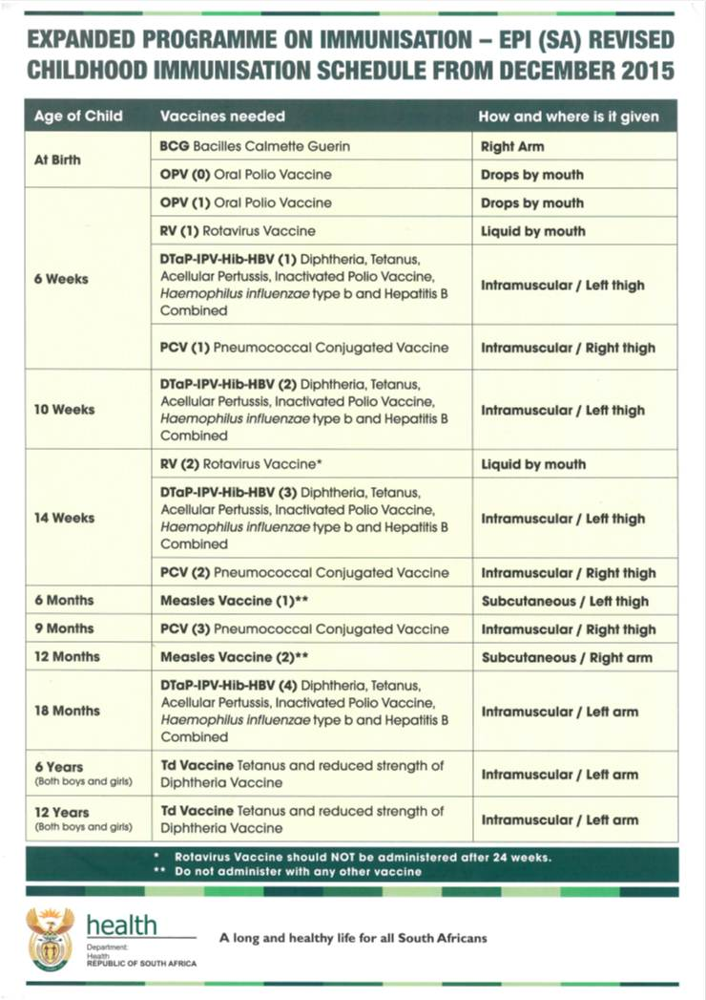 EXPANDED PROGRAMME ON IMMUNISATION – EPI (SA) REVISED
CHILDHOOD IMMUNISATION SCHEDULE FROM DECEMBER 2015
Age of Child Vaccines needed How and where is it given
At Birth
BCG Bacilles Calmette Guerin Right Arm
OPV (0) Oral Polio Vaccine Drops by mouth
6 Weeks
OPV (1) Oral Polio Vaccine Drops by mouth
RV (1) Rotavirus Vaccine Liquid by mouth
DTaP-IPV-Hib-HBV (1) Diphtheria, Tetanus,
Acellular Pertussis, Inactivated Polio Vaccine,
Haemophilus influenzae type b and Hepatitis B
Combined
Intramuscular / Left thigh
PCV (1) Pneumococcal Conjugated Vaccine Intramuscular / Right thigh
10 Weeks
DTaP-IPV-Hib-HBV (2) Diphtheria, Tetanus,
Acellular Pertussis, Inactivated Polio Vaccine,
Haemophilus influenzae type b and Hepatitis B
Combined
Intramuscular / Left thigh
14 Weeks
RV (2) Rotavirus Vaccine* Liquid by mouth
DTaP-IPV-Hib-HBV (3) Diphtheria, Tetanus,
Acellular Pertussis, Inactivated Polio Vaccine,
Haemophilus influenzae type b and Hepatitis B
Combined
Intramuscular / Left thigh
PCV (2) Pneumococcal Conjugated Vaccine Intramuscular / Right thigh
6 Months Measles Vaccine (1)** Subcutaneous / Left thigh
9 Months PCV (3) Pneumococcal Conjugated Vaccine Intramuscular / Right thigh
12 Months Measles Vaccine (2)** Subcutaneous / Right arm
18 Months
DTaP-IPV-Hib-HBV (4) Diphtheria, Tetanus,
Acellular Pertussis, Inactivated Polio Vaccine,
Haemophilus influenzae type b and Hepatitis B
Combined
Intramuscular / Left arm
6 Years
(Both boys and girls)
Td Vaccine Tetanus and reduced strength of
Diphtheria Vaccine
Intramuscular / Left arm
12 Years
(Both boys and girls)
Td Vaccine Tetanus and reduced strength of
Diphtheria Vaccine
Intramuscular / Left arm
* Rotavirus Vaccine should NOT be administered after 24 weeks.
** Do not administer with any other vaccine
health
Department:
Health
REPUBLIC OF SOUTH AFRICA
A long and healthy life for all South Africans